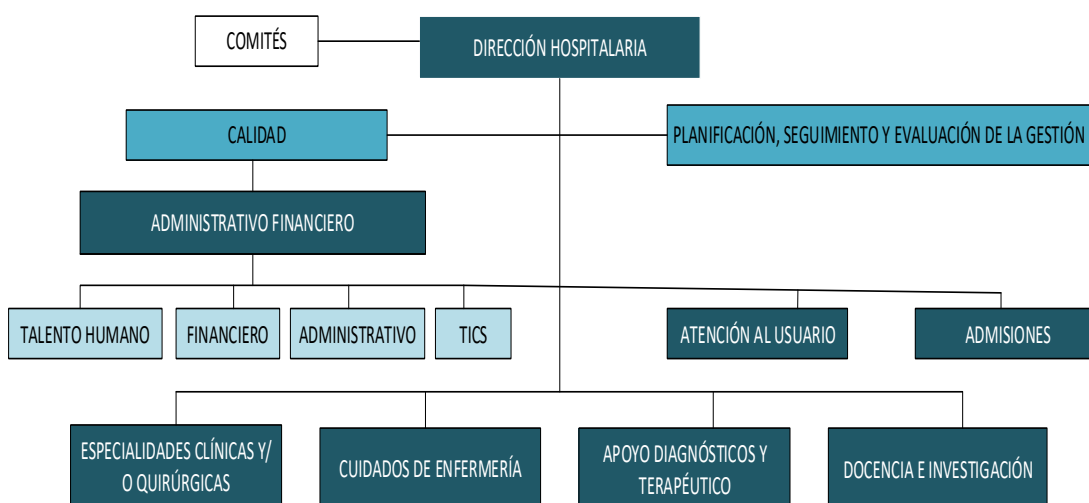 COMITÉS
DIRECCIÓN HOSPITALARIA
CALIDAD
PLANIFICACIÓN, SEGUIMIENTO Y EVALUACIÓN DE LA GESTIÓN
ADMINISTRATIVO FINANCIERO
TALENTO HUMANO
FINANCIERO
ADMINISTRATIVO
TICS
ATENCIÓN AL USUARIO
ADMISIONES
ESPECIALIDADES CLÍNICAS Y/
O QUIRÚRGICAS
CUIDADOS DE ENFERMERÍA
APOYO DIAGNÓSTICOS Y
TERAPÉUTICO
DOCENCIA E INVESTIGACIÓN